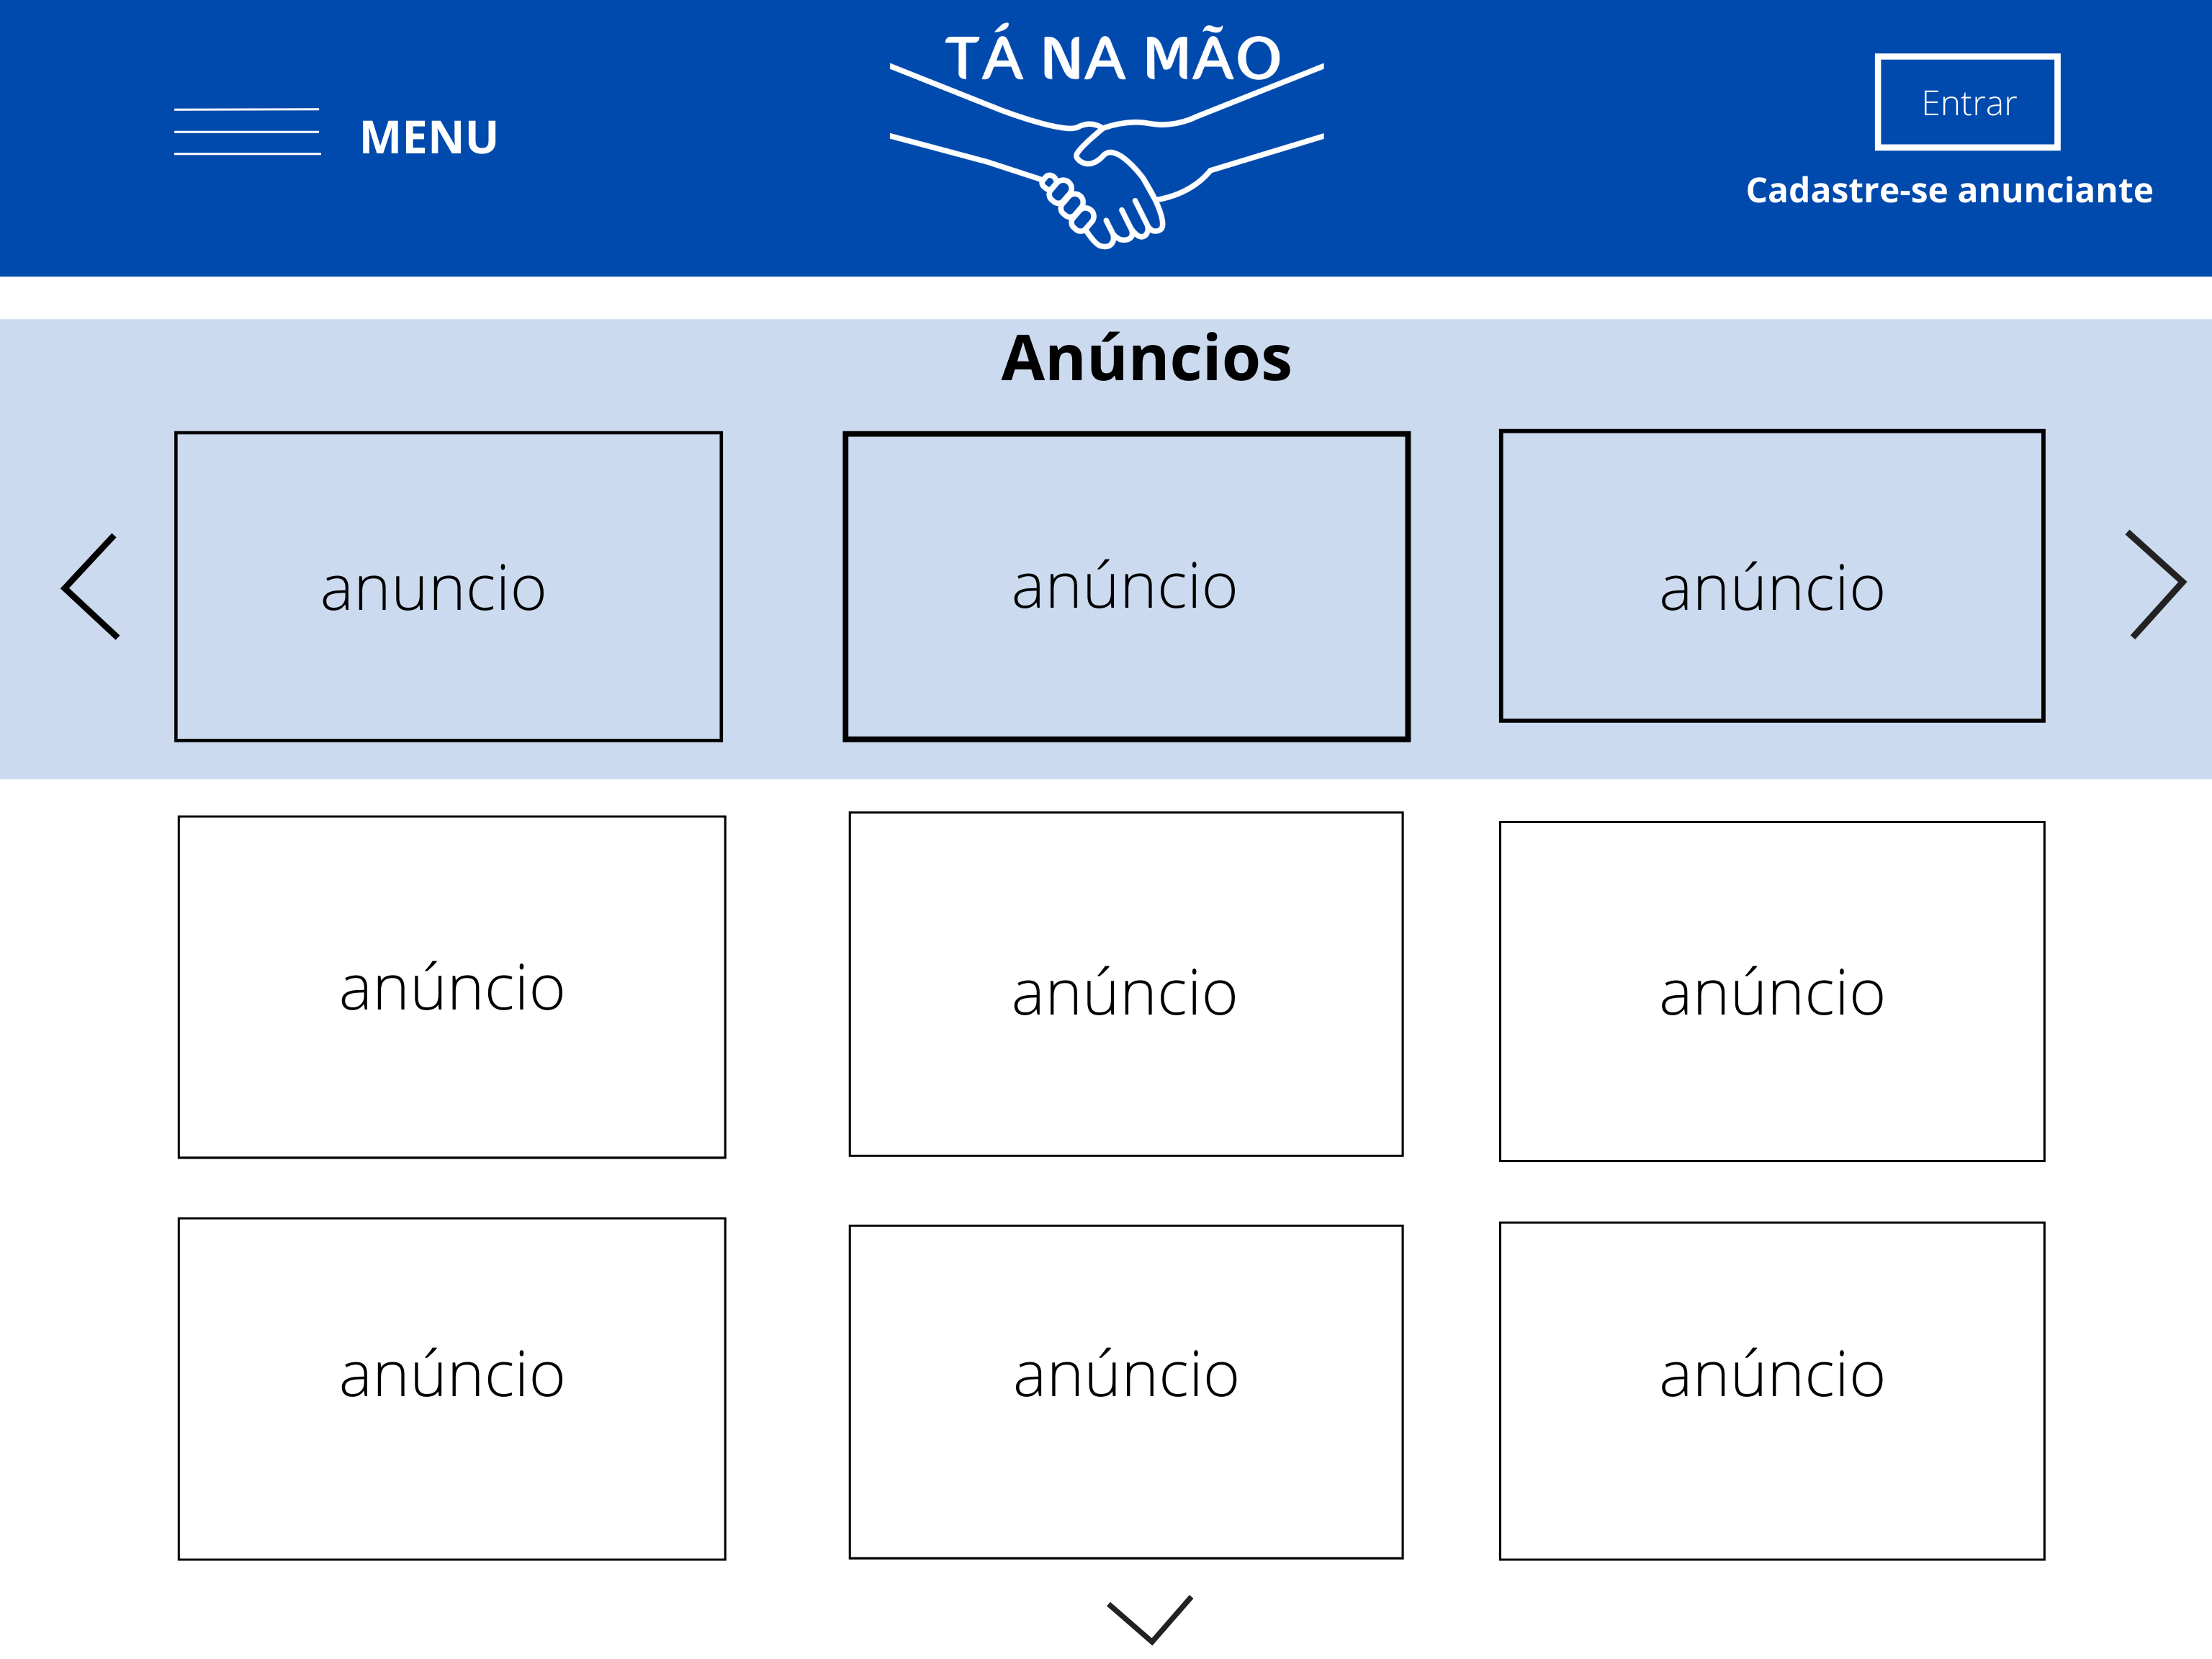 TÁ NA MÃO
MENU
Entrar
Cadastre-se anunciante
Anúncios
anuncio
anúncio
anúncio
anúncio
anúncio
anúncio
anúncio
anúncio
anúncio